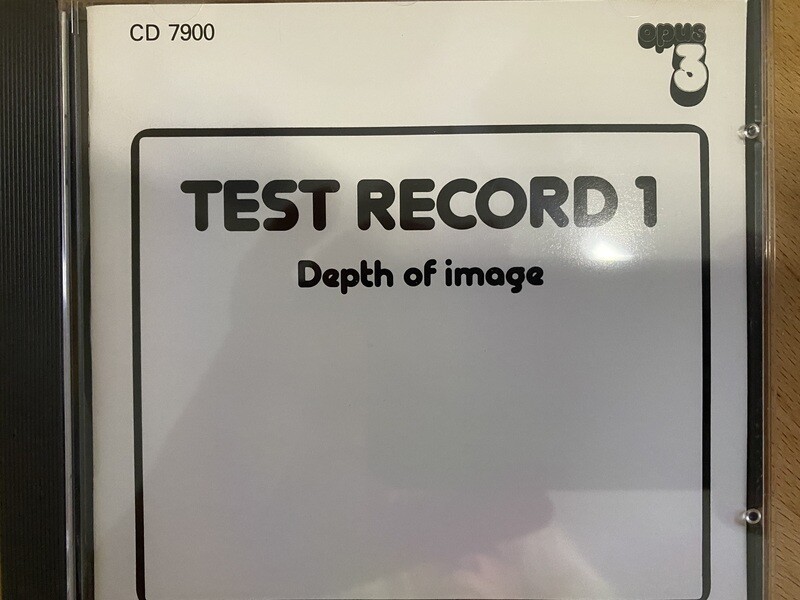 CD 7900
opus
3
TEST RECORD 1
Depth of image